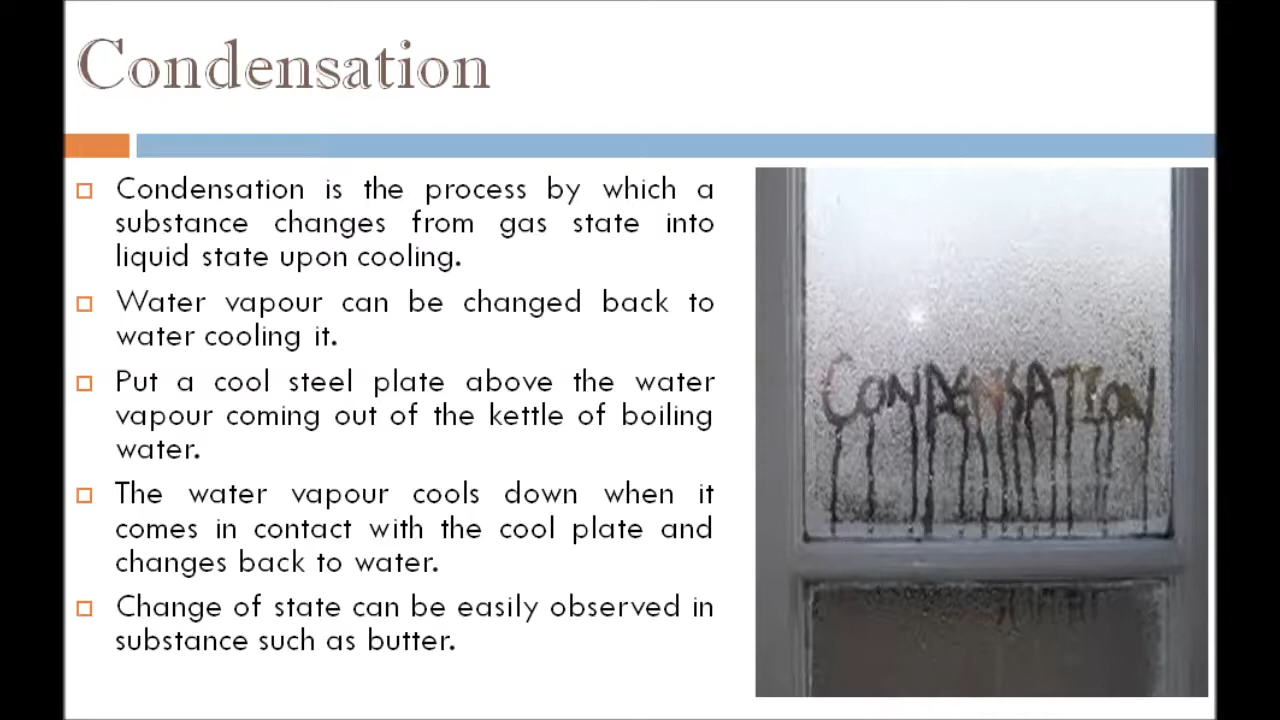 Condensation
Condensation is the process by which a
substance changes from gas state into
liquid state upon cooling.
Water vapour can be changed back to
water cooling it.
Put a cool steel plate above the water
vapour coming out of the kettle of boiling
water.
The water vapour cools down when it
comes in contact with the cool plate and
changes back to water.
Change of state can be easily observed in
substance such as butter.
CONDENSATION